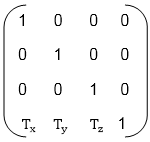 1 0 0 0
0 1 0 0
0 0 1 0
Tx Ty Tz 1